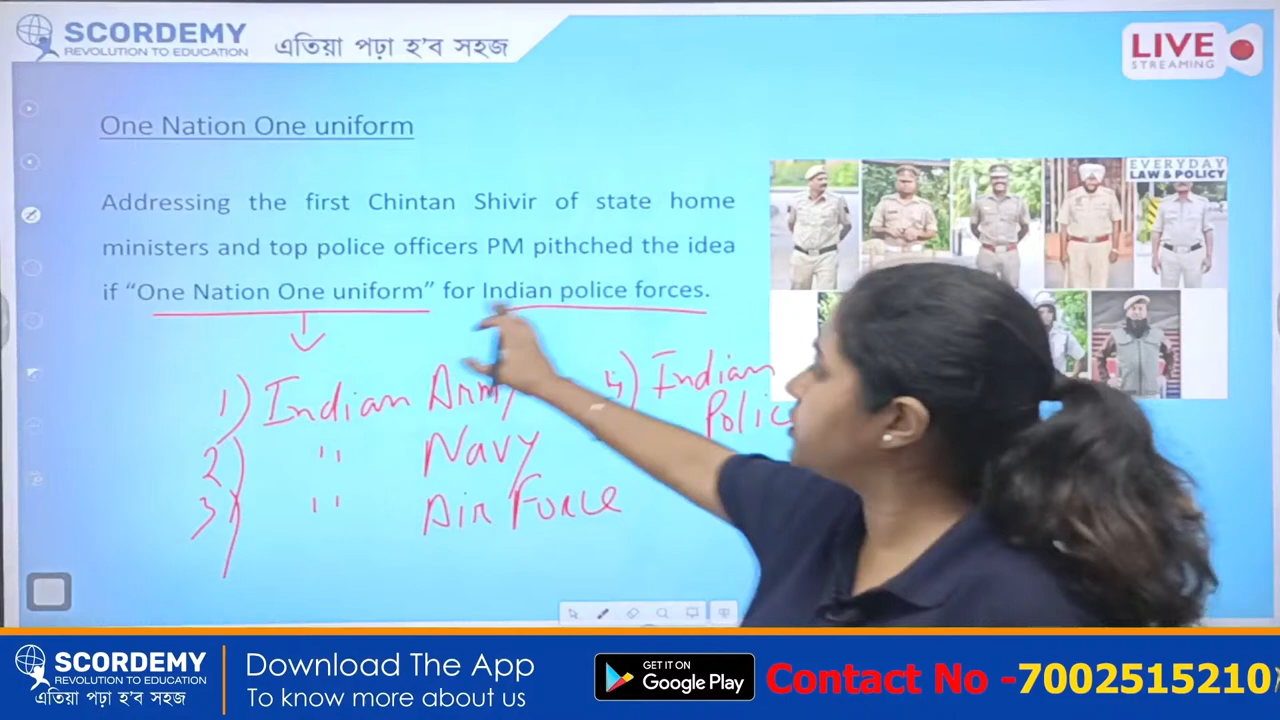 SCORDEMY
REVOLUTION TO EDUCATION
এতিয়া পঢ়া হ'ব সহজ
LIVE
STREAMING
One Nation One uniform
EVERYDAY
LAW & POLICY
Addressing the first Chintan Shivir of state home
ministers and top police officers PM pithched the idea
if “One Nation One uniform” for Indian police forces.
1) Indian Army
2) " Navy
3) " Air Force
4) Indian
Police
SCORDEMY
REVOLUTION TO EDUCATION
এতিয়া পঢ়া হ'ব সহজ
Download The App
To know more about us
GET IT ON
Google Play
Contact No -7002515210